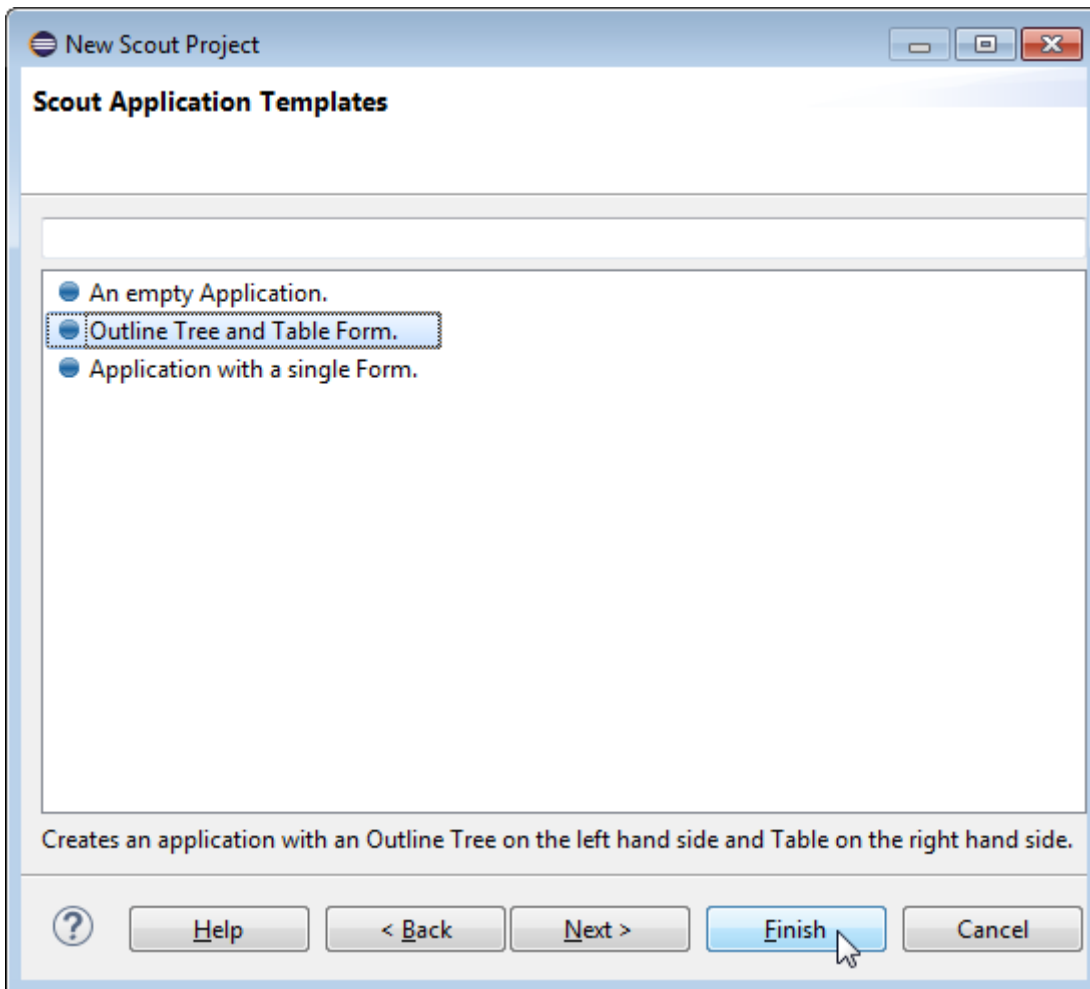 New Scout Project
Scout Application Templates
An empty Application.
Outline Tree and Table Form.
Application with a single Form.
Creates an application with an Outline Tree on the left hand side and Table on the right hand side.
? Help < Back Next > Finish Cancel